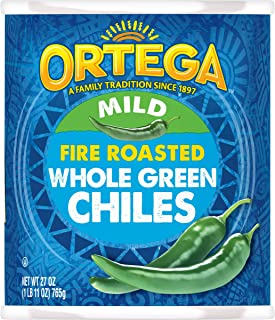 ORTEGA
A FAMILY TRADITION SINCE 1897
MILD
FIRE ROASTED
WHOLE GREEN
CHILES
NET WT 27 OZ
(1 LB 11 OZ) 765g